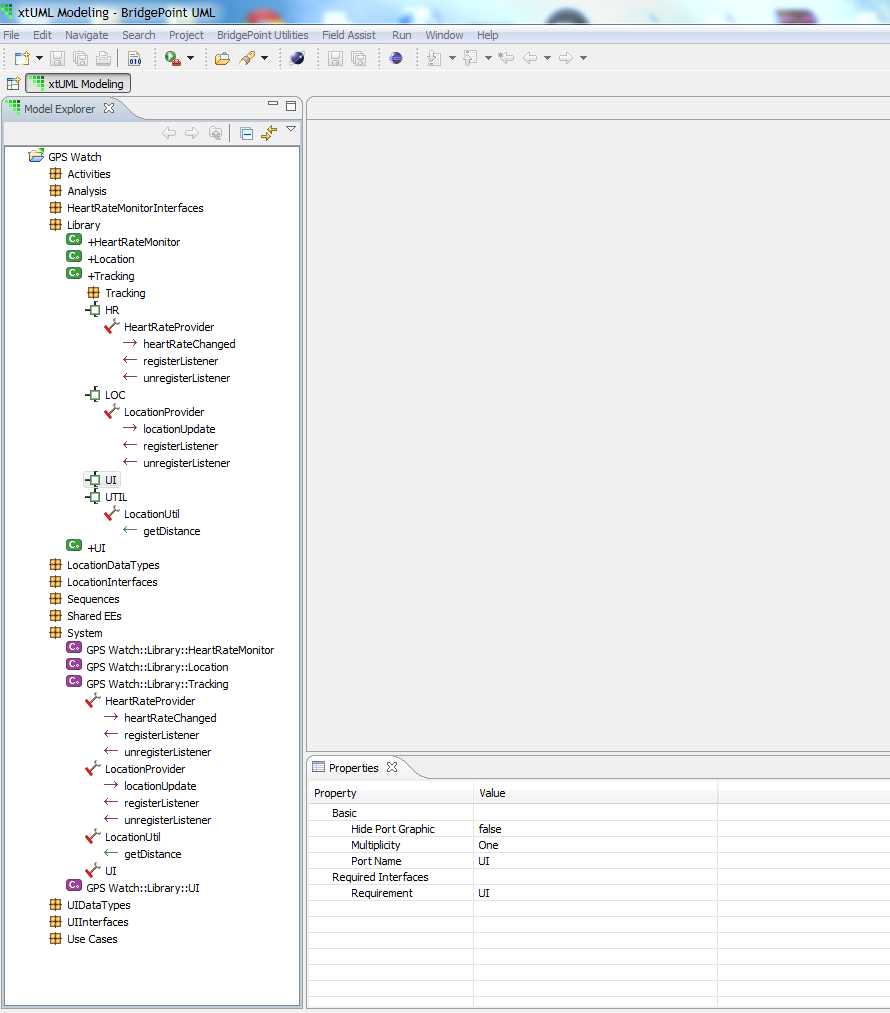 xtUML Modeling - BridgePoint UML
File Edit Navigate Search Project BridgePoint Utilities Field Assist Run Window Help
xtUML Modeling
Model Explorer
GPS Watch
Activities
Analysis
HeartRateMonitorInterfaces
Library
+HeartRateMonitor
+Location
+Tracking
Tracking
HR
HeartRateProvider
heartRateChanged
registerListener
unregisterListener
LOC
LocationProvider
locationUpdate
registerListener
unregisterListener
UI
UTIL
LocationUtil
getDistance
+UI
LocationDataTypes
LocationInterfaces
Sequences
Shared EEs
System
GPS Watch::Library::HeartRateMonitor
GPS Watch::Library::Location
GPS Watch::Library::Tracking
HeartRateProvider
heartRateChanged
registerListener
unregisterListener
LocationProvider
locationUpdate
registerListener
unregisterListener
LocationUtil
getDistance
UI
GPS Watch::Library::UI
UIDataTypes
UIInterfaces
Use Cases
Properties
Property Value
Basic
Hide Port Graphic false
Multiplicity One
Port Name UI
Required Interfaces
Requirement UI